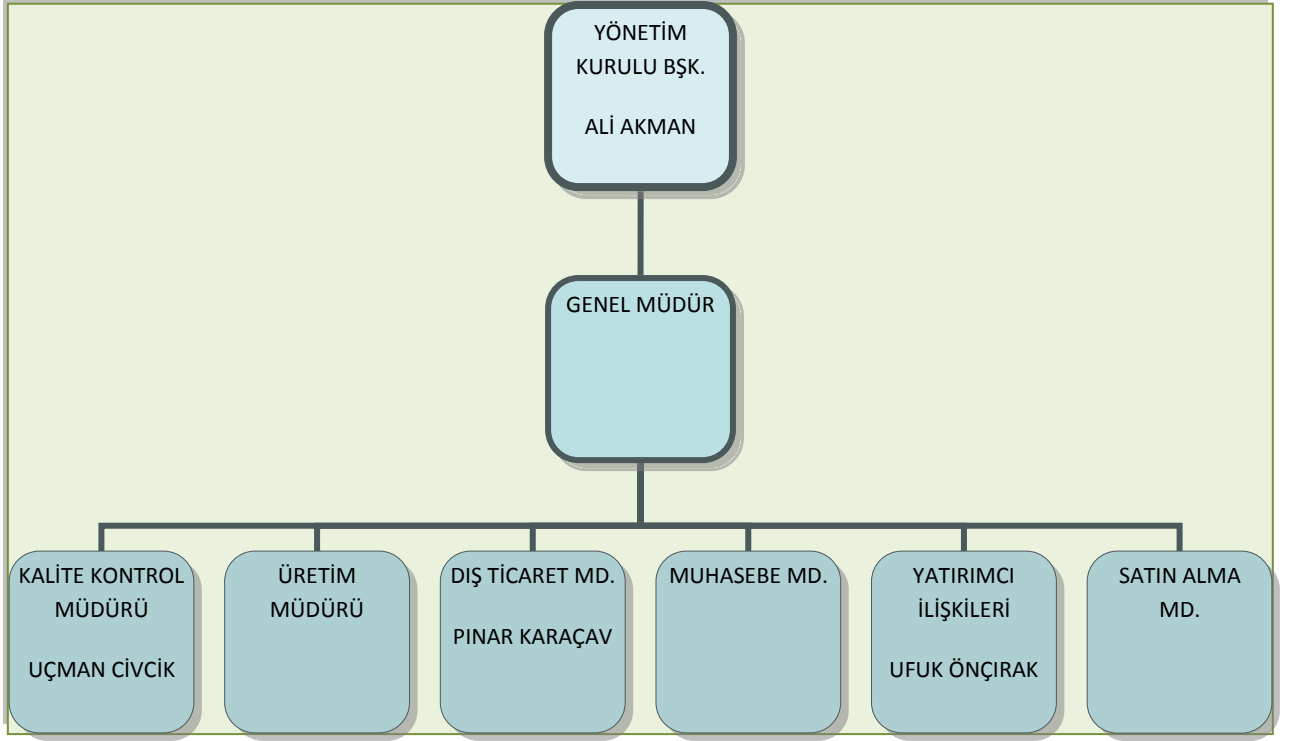 YÖNETİM
KURULU BŞK.
ALİ AKMAN
GENEL MÜDÜR
KALİTE KONTROL
MÜDÜRÜ
UÇMAN CİVCİK
ÜRETİM
MÜDÜRÜ
DIŞ TİCARET MD.
PINAR KARAÇAV
MUHASEBE MD.
YATIRIMCI
İLİŞKİLERİ
UFUK ÖNÇIRAK
SATIN ALMA
MD.